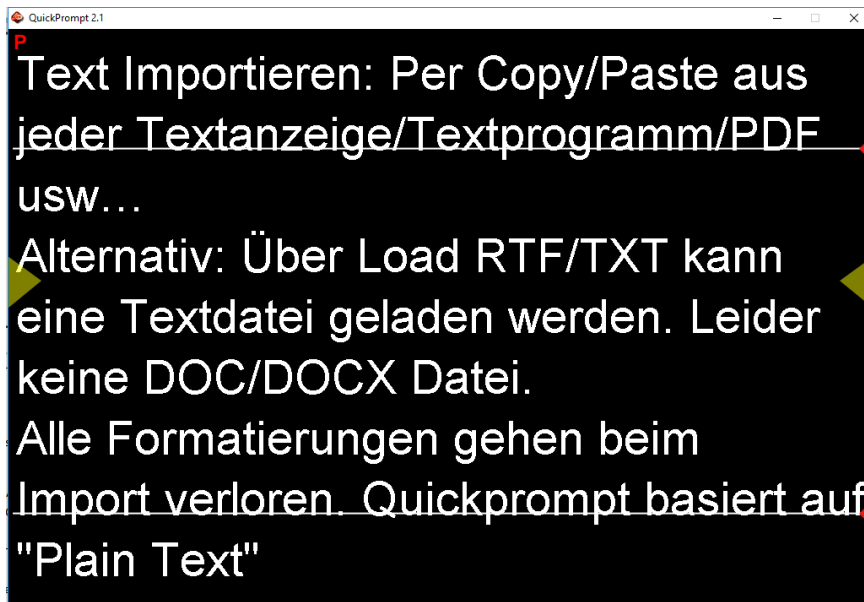 QuickPrompt 2.1
P
Text Importieren: Per Copy/Paste aus
jeder Textanzeige/Textprogramm/PDF
usw...
Alternativ: Über Load RTF/TXT kann
eine Textdatei geladen werden. Leider
keine DOC/DOCX Datei.
Alle Formatierungen gehen beim
Import verloren. Quickprompt basiert auf
"Plain Text"